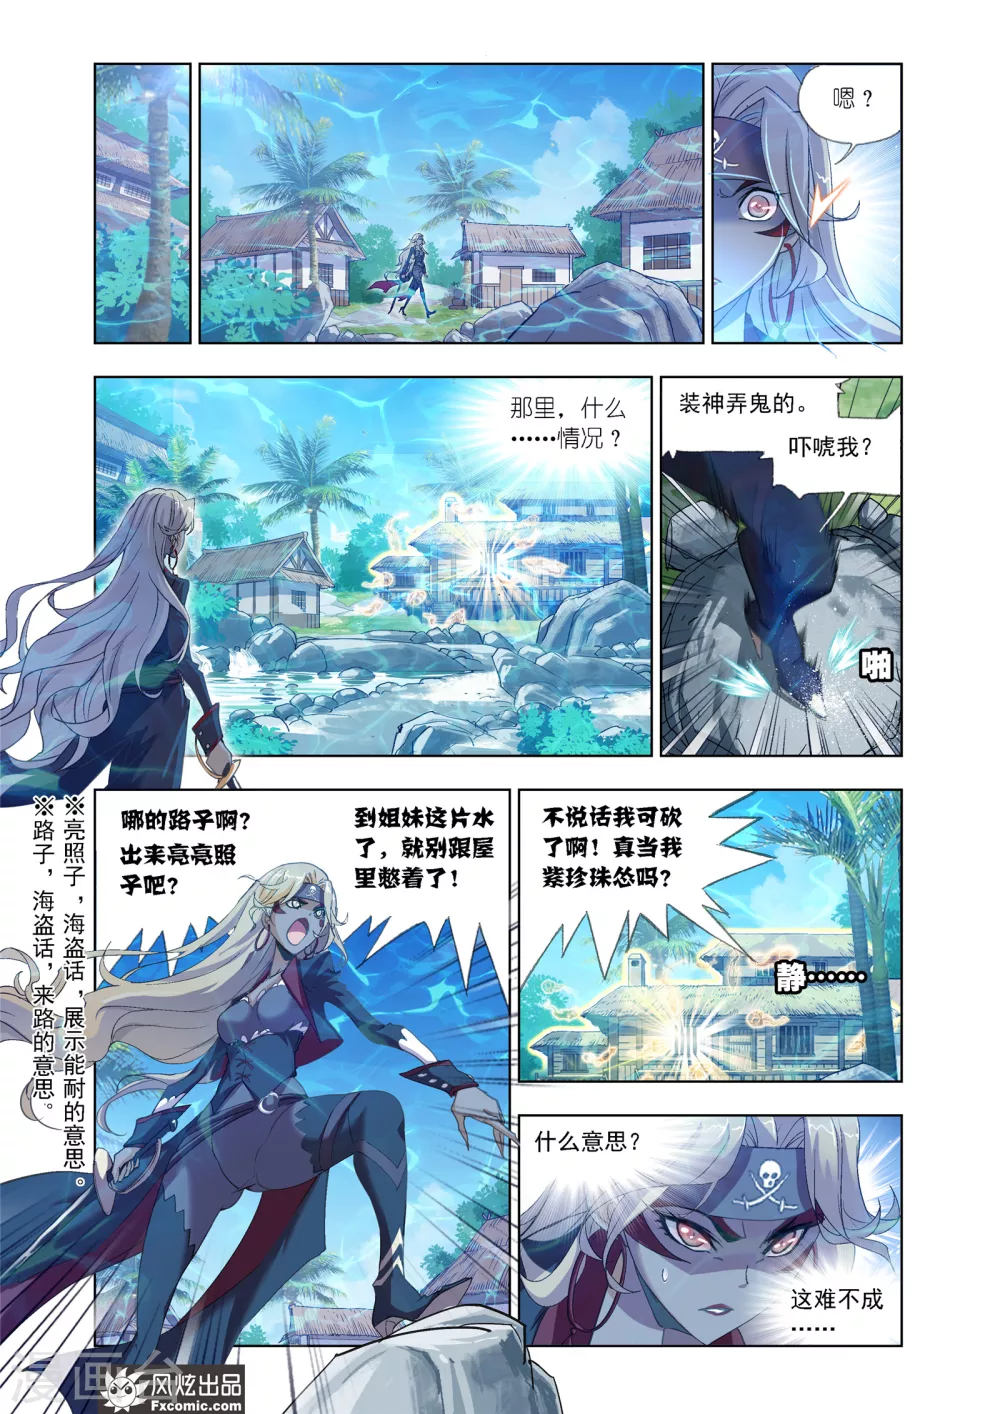 嗯？
那里，什么
……情况？
装神弄鬼的。
吓唬我？
啪
哪的路子啊？
出来亮亮照
子吧？
到姐妹这片水
了，就别跟屋
里憋着了！
不说话我可砍
了啊！真当我
紫珍珠怂吗？
静……
什么意思？
这难不成
……
※亮照子，海盗话，展示能耐的意思。
※路子，海盗话，来路的意思。
漫画台
风炫出品
Fxcomic.com